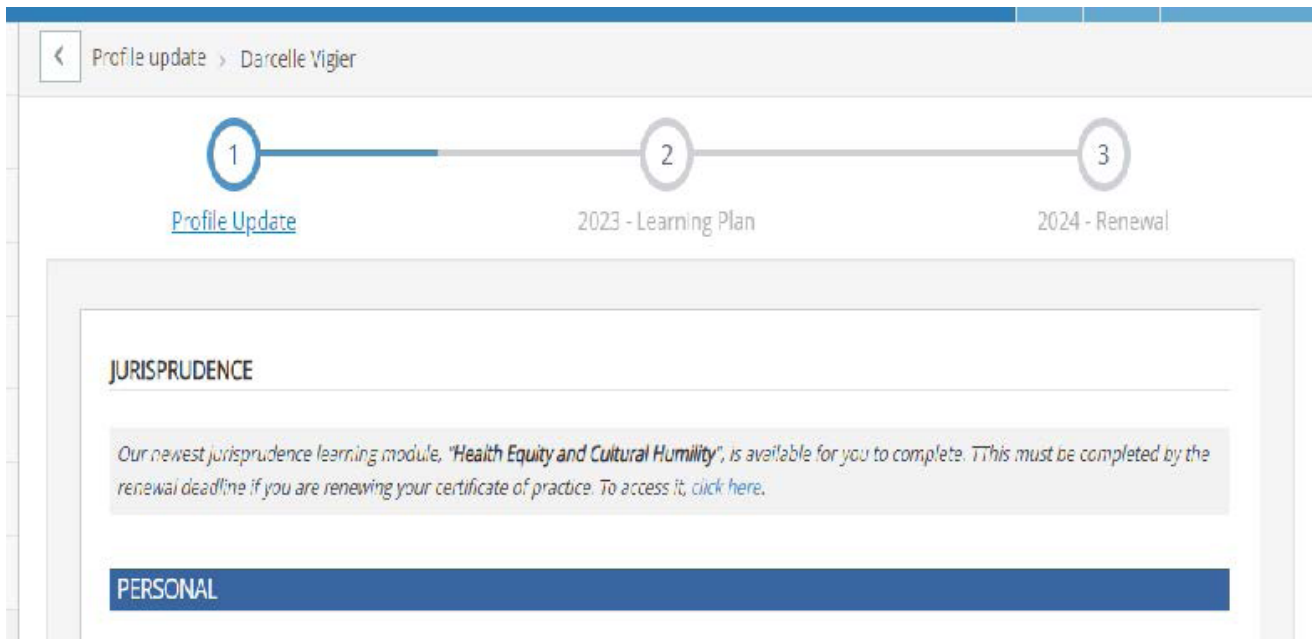 Profile update > Darcelle Vigier
1
2
3
Profile Update
2023 - Learning Plan
2024 - Renewal
JURISPRUDENCE
Our newest jurisprudence learning module, "Health Equity and Cultural Humility", is available for you to complete. TThis must be completed by the
renewal deadline if you are renewing your certificate of practice. To access it, click here.
PERSONAL